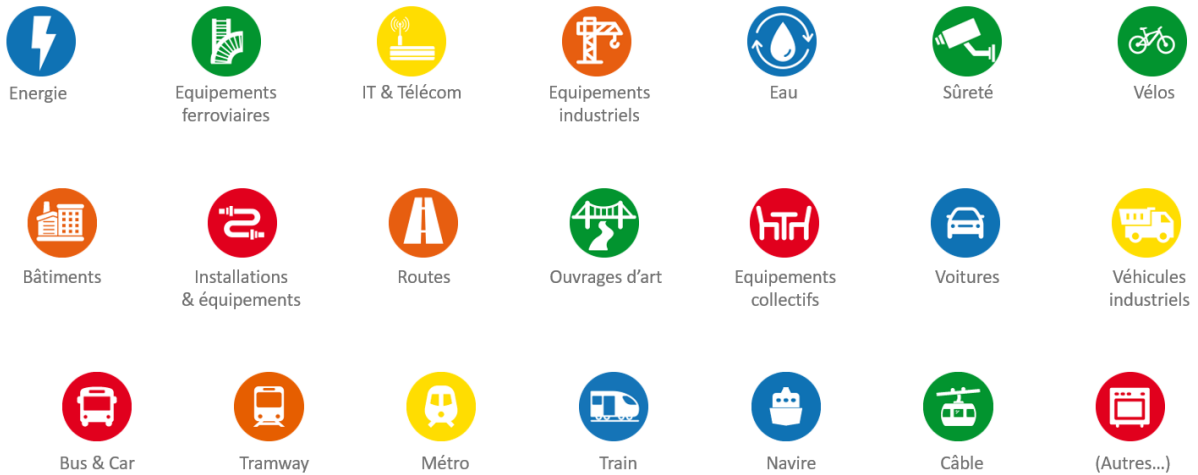 Energie
Equipements
ferroviaires
IT & Télécom
Equipements
industriels
Eau
Sûreté
Vélos
Bâtiments
Installations
& équipements
Routes
Ouvrages d’art
Equipements
collectifs
Voitures
Véhicules
industriels
Bus & Car
Tramway
Métro
Train
Navire
Câble
(Autres...)